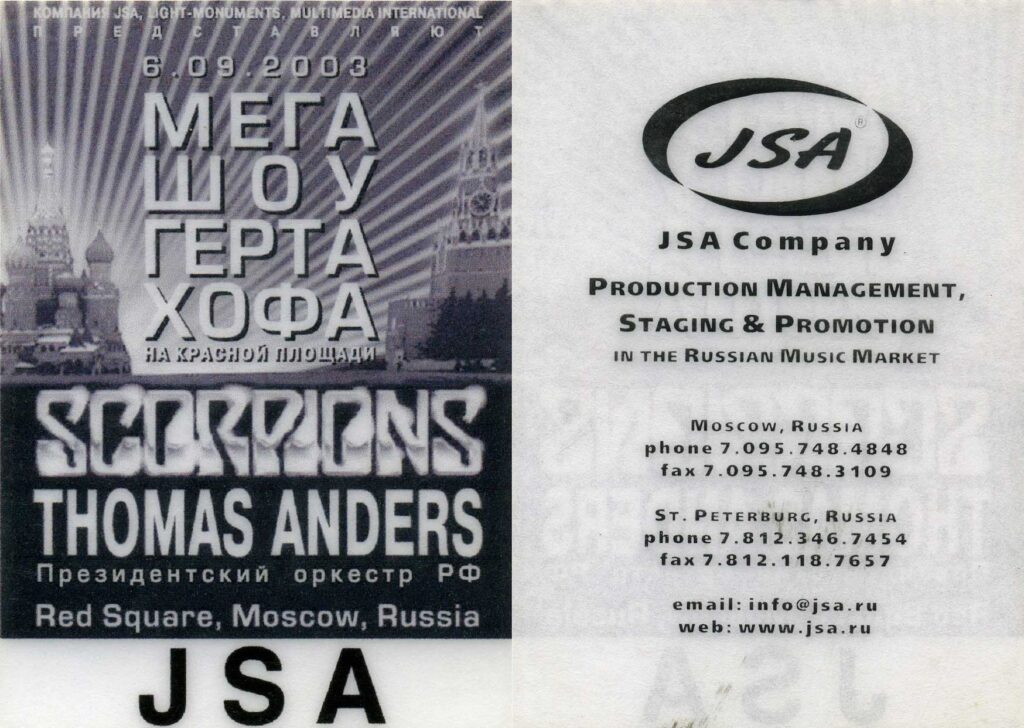 КОМПАНИЯ JSA, LIGHT-MONUMENTS, MULTIMEDIA INTERNATIONAL
ПРЕДСТАВЛЯЮТ
6.09.2003
МЕГА
ШОУ
ГЕРТА
ХОФА
НА КРАСНОЙ ПЛОЩАДИ
SCORPIONS
THOMAS ANDERS
Президентский оркестр РФ
Red Square, Moscow, Russia
JSA
JSA®
JSA Company
PRODUCTION MANAGEMENT,
STAGING & PROMOTION
IN THE RUSSIAN MUSIC MARKET
MOSCOW, RUSSIA
phone 7.095.748.4848
fax 7.095.748.3109
ST. PETERBURG, RUSSIA
phone 7.812.346.7454
fax 7.812.118.7657
email: info@jsa.ru
web: www.jsa.ru